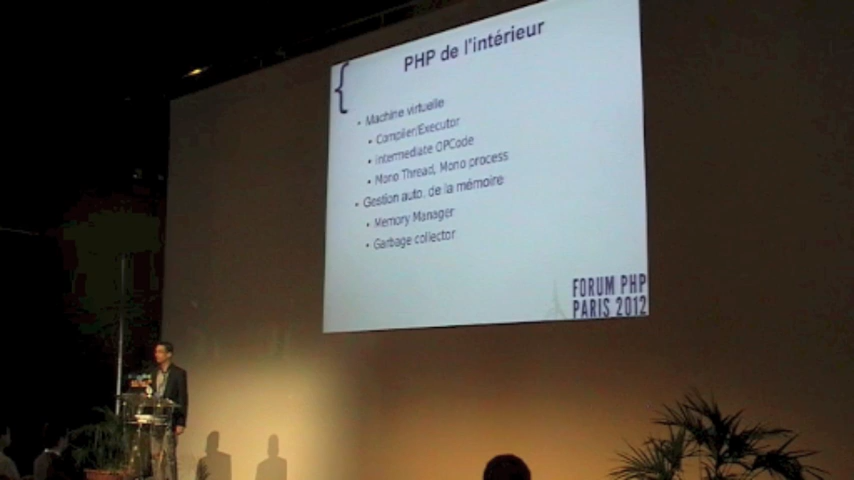 PHP de l'intérieur
{
• Machine virtuelle
• Compiler/Executor
• Intermediate OPCode
• Mono Thread, Mono process
• Gestion auto. de la mémoire
• Memory Manager
• Garbage collector
FORUM PHP
PARIS 2012